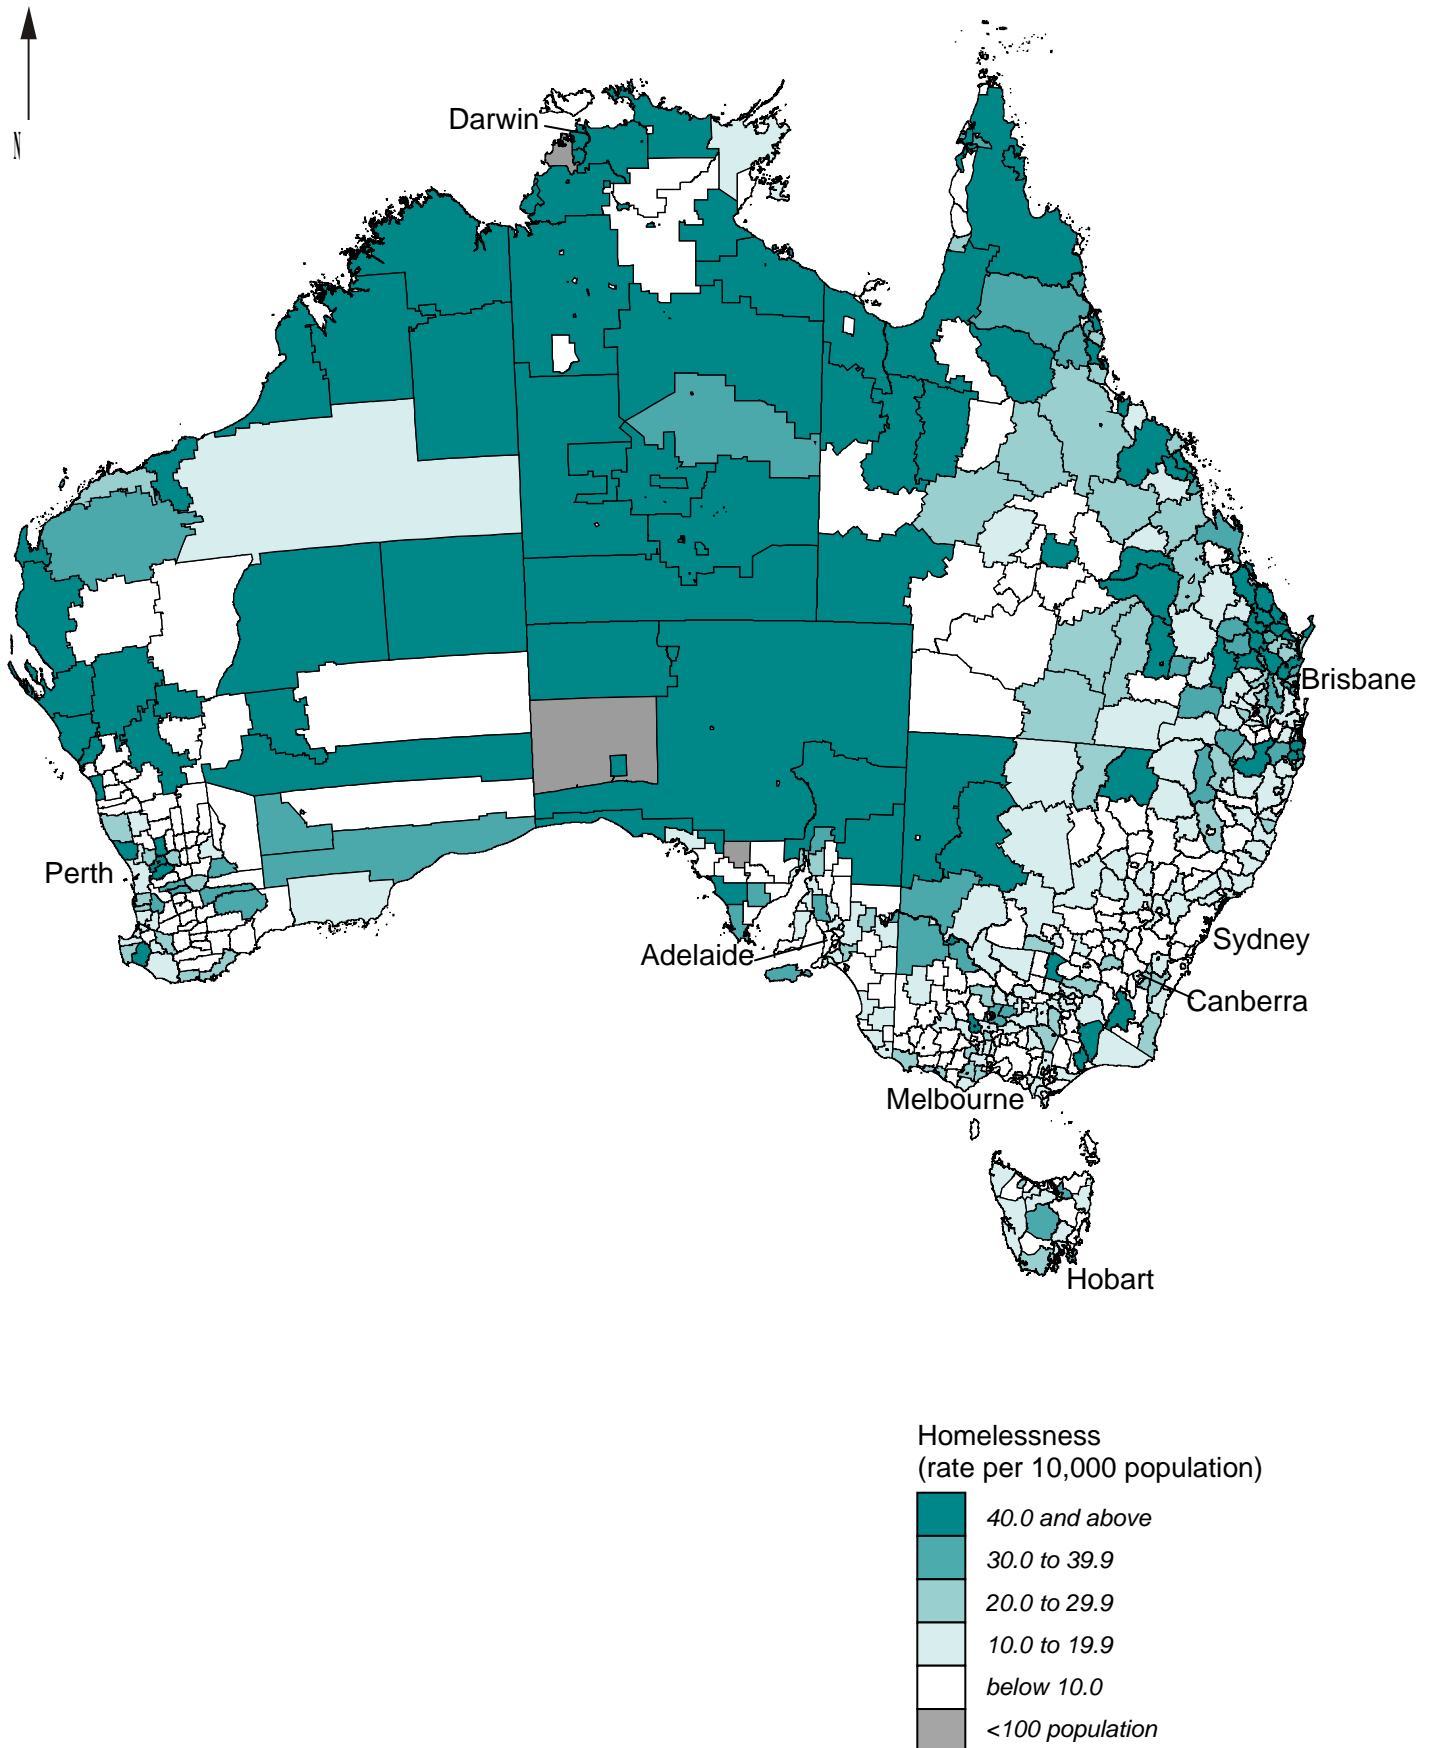 N
Darwin
Brisbane
Perth
Adelaide
Sydney
Canberra
Melbourne
Hobart
Homelessness
(rate per 10,000 population)
40.0 and above
30.0 to 39.9
20.0 to 29.9
10.0 to 19.9
below 10.0
<100 population